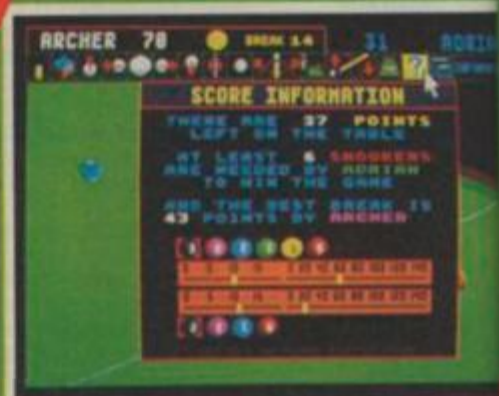 ARCHER 78 BREAK 14 31 ADRI
?
SCORE INFORMATION
THERE ARE 37 POINTS
LEFT ON THE TABLE
AT LEAST 6 SNOOKERS
ARE NEEDED BY ADRIAN
TO WIN THE GAME
AND THE BEST BREAK IS
43 POINTS BY ARCHER